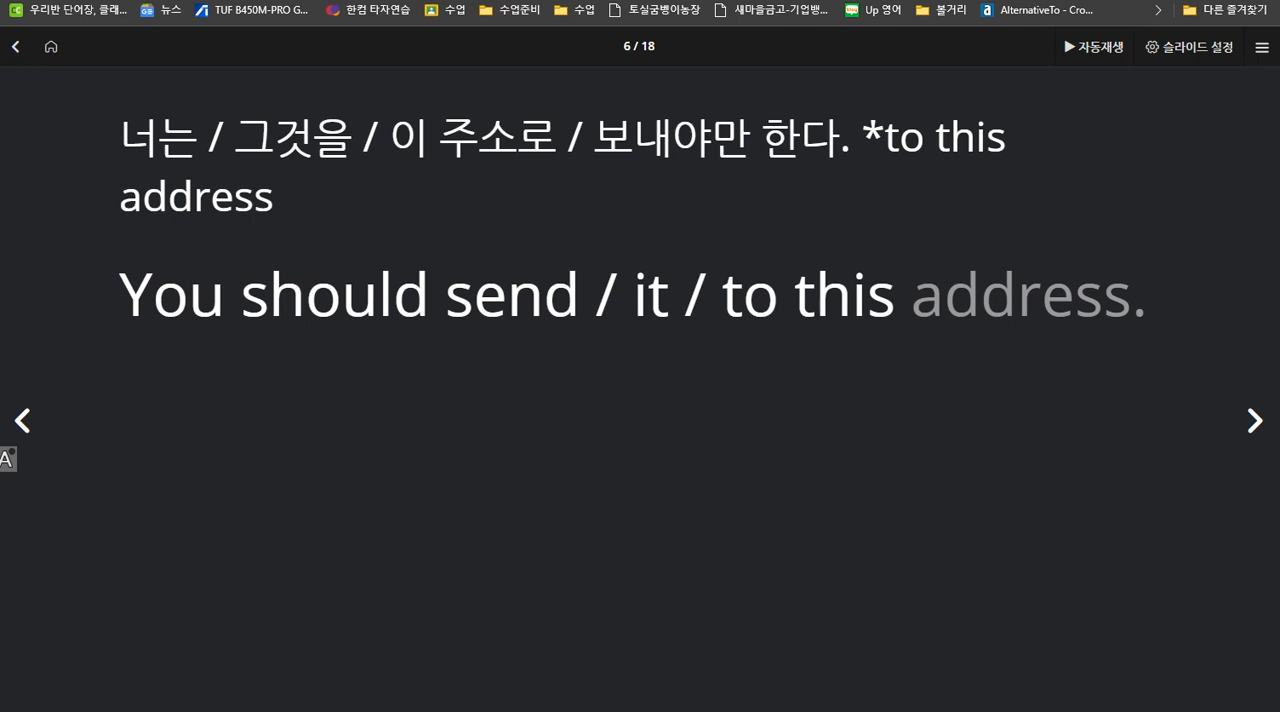 우리반 단어장, 클래... 뉴스 TUF B450M-PRO G... 한컴 타자연습 수업 수업준비 수업 토실굼벵이농장 새마을금고-기업뱅... Up 영어 볼거리 AlternativeTo - Cro... 다른 즐겨찾기
6 / 18 자동재생 슬라이드 설정
너는 / 그것을 / 이 주소로 / 보내야만 한다. *to this
address
You should send / it / to this address.
A